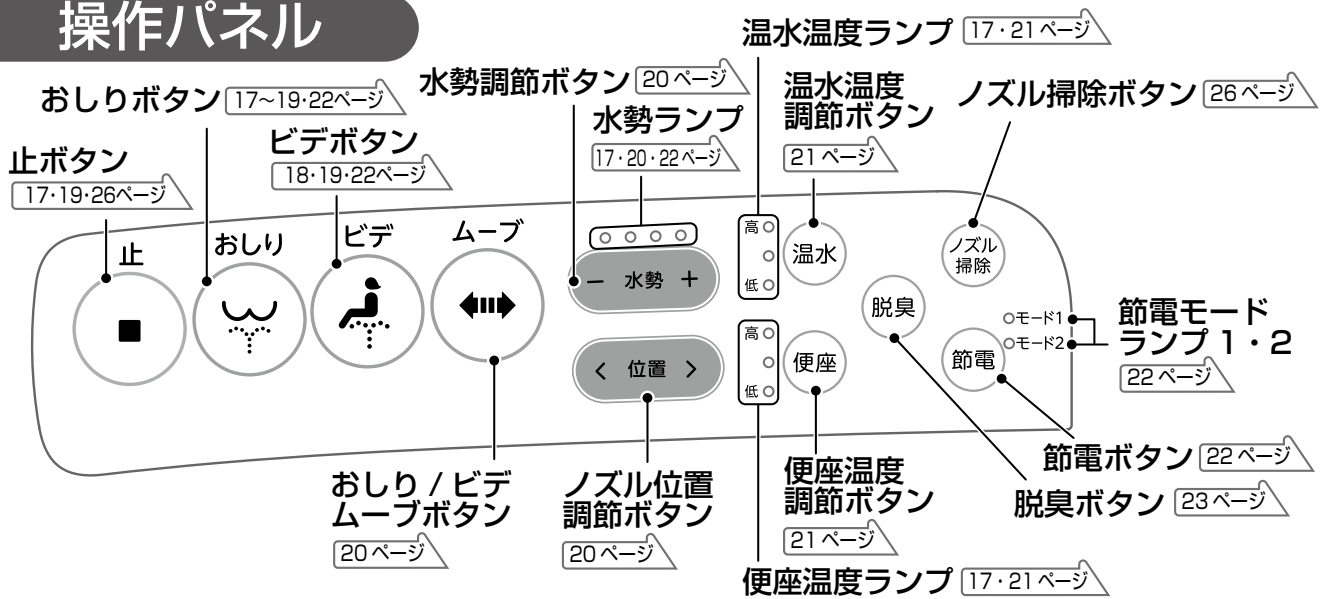 操作パネル
温水温度ランプ 17・21ページ
水勢調節ボタン 20ページ
温水温度
調節ボタン
21ページ
ノズル掃除ボタン 26ページ
おしりボタン 17~19・22ページ
水勢ランプ
17・20・22ページ
ビデボタン
18・19・22ページ
止ボタン
17・19・26ページ
止
おしり
ビデ
ムーブ
− 水勢 +
高
低
温水
ノズル
掃除
脱臭
モード1
モード2
節電モード
ランプ 1・2
22ページ
< 位置 >
高
低
便座
節電
節電ボタン 22ページ
脱臭ボタン 23ページ
おしり / ビデ
ムーブボタン
20ページ
ノズル位置
調節ボタン
20ページ
便座温度
調節ボタン
21ページ
便座温度ランプ 17・21ページ